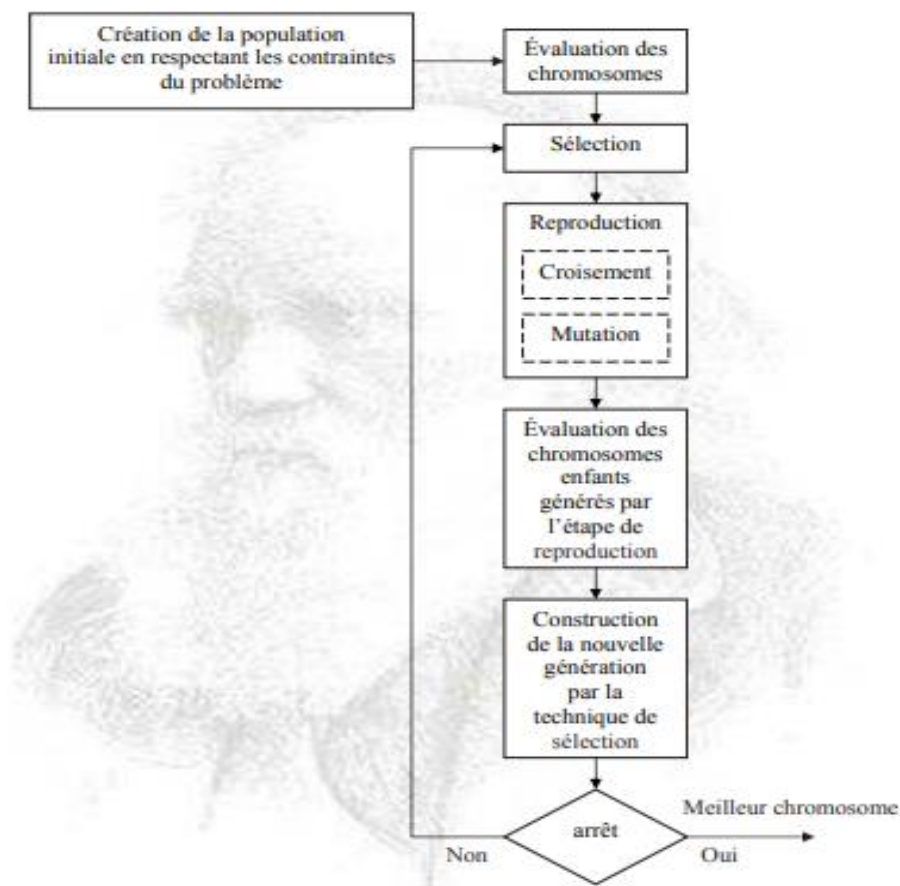 Création de la population
initiale en respectant les contraintes
du problème
Évaluation des
chromosomes
Sélection
Reproduction
Croisement
Mutation
Évaluation des
chromosomes
enfants
générés par
l'étape de
reproduction
Construction
de la nouvelle
génération
par la
technique de
sélection
arrêt
Non
Oui
Meilleur chromosome